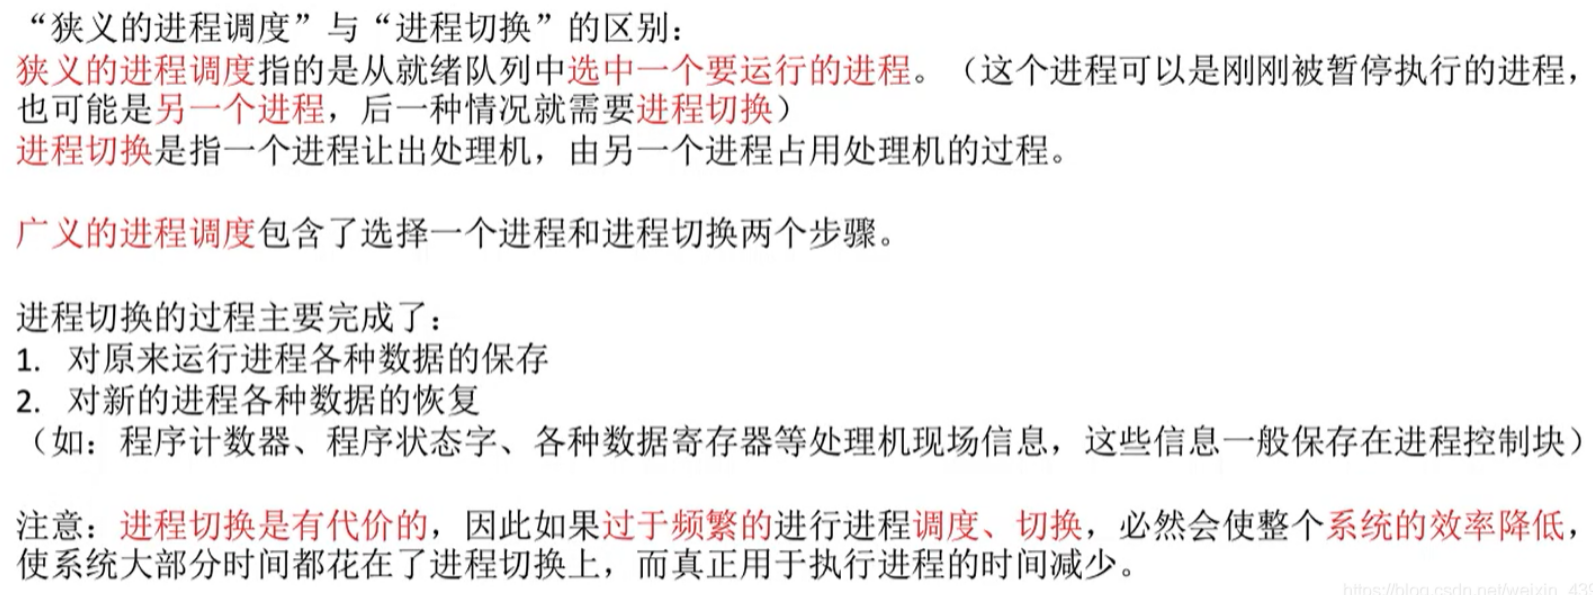 “狭义的进程调度”与“进程切换”的区别：
狭义的进程调度指的是从就绪队列中选中一个要运行的进程。（这个进程可以是刚刚被暂停执行的进程，
也可能是另一个进程，后一种情况就需要进程切换）
进程切换是指一个进程让出处理机，由另一个进程占用处理机的过程。
广义的进程调度包含了选择一个进程和进程切换两个步骤。
进程切换的过程主要完成了：
1. 对原来运行进程各种数据的保存
2. 对新的进程各种数据的恢复
（如：程序计数器、程序状态字、各种数据寄存器等处理机现场信息，这些信息一般保存在进程控制块）
注意：进程切换是有代价的，因此如果过于频繁的进行进程调度、切换，必然会使整个系统的效率降低，
使系统大部分时间都花在了进程切换上，而真正用于执行进程的时间减少。
https://blog.csdn.net/weixin_43